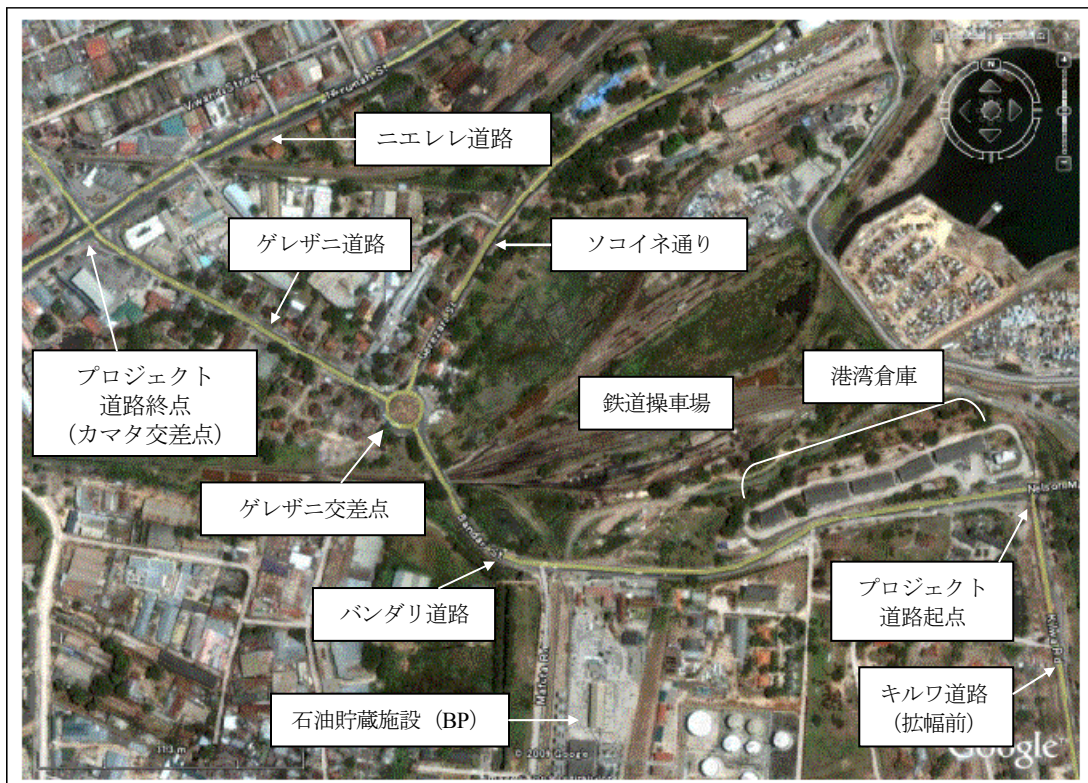 Viwanda Street
ニエレレ道路
ゲレザニ道路
ソコイネ通り
プロジェクト
道路終点
(カマタ交差点)
鉄道操車場
港湾倉庫
ゲレザニ交差点
バンダリ道路
プロジェクト
道路起点
Kilwa Rd
石油貯蔵施設 (BP)
キルワ道路
(拡幅前)
Google